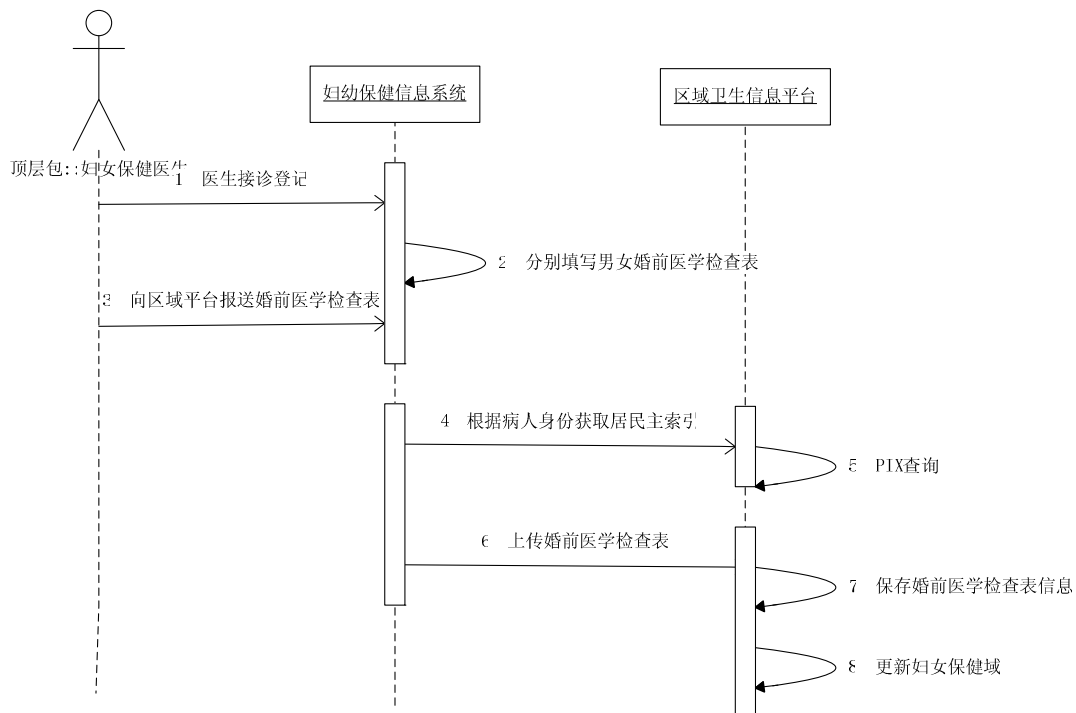 妇幼保健信息系统
区域卫生信息平台
顶层包::妇女保健医生
1 医生接诊登记
2 分别填写男女婚前医学检查表
3 向区域平台报送婚前医学检查表
4 根据病人身份获取居民主索引
5 PIX查询
6 上传婚前医学检查表
7 保存婚前医学检查表信息
8 更新妇女保健域